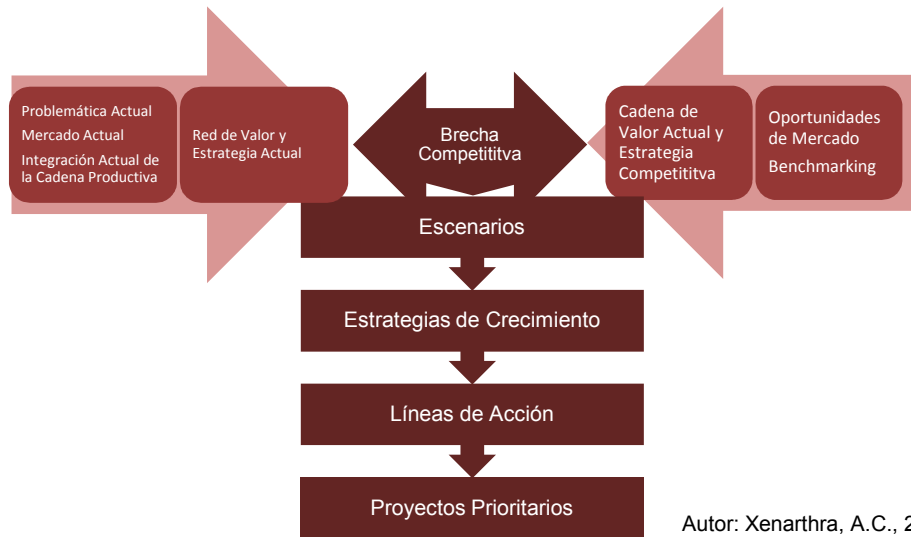 Problemática Actual
Mercado Actual
Integración Actual de
la Cadena Productiva
Red de Valor y
Estrategia Actual
Brecha
Competititva
Cadena de
Valor Actual y
Estrategia
Competititva
Oportunidades
de Mercado
Benchmarking
Escenarios
Estrategias de Crecimiento
Líneas de Acción
Proyectos Prioritarios
Autor: Xenarthra, A.C., 2